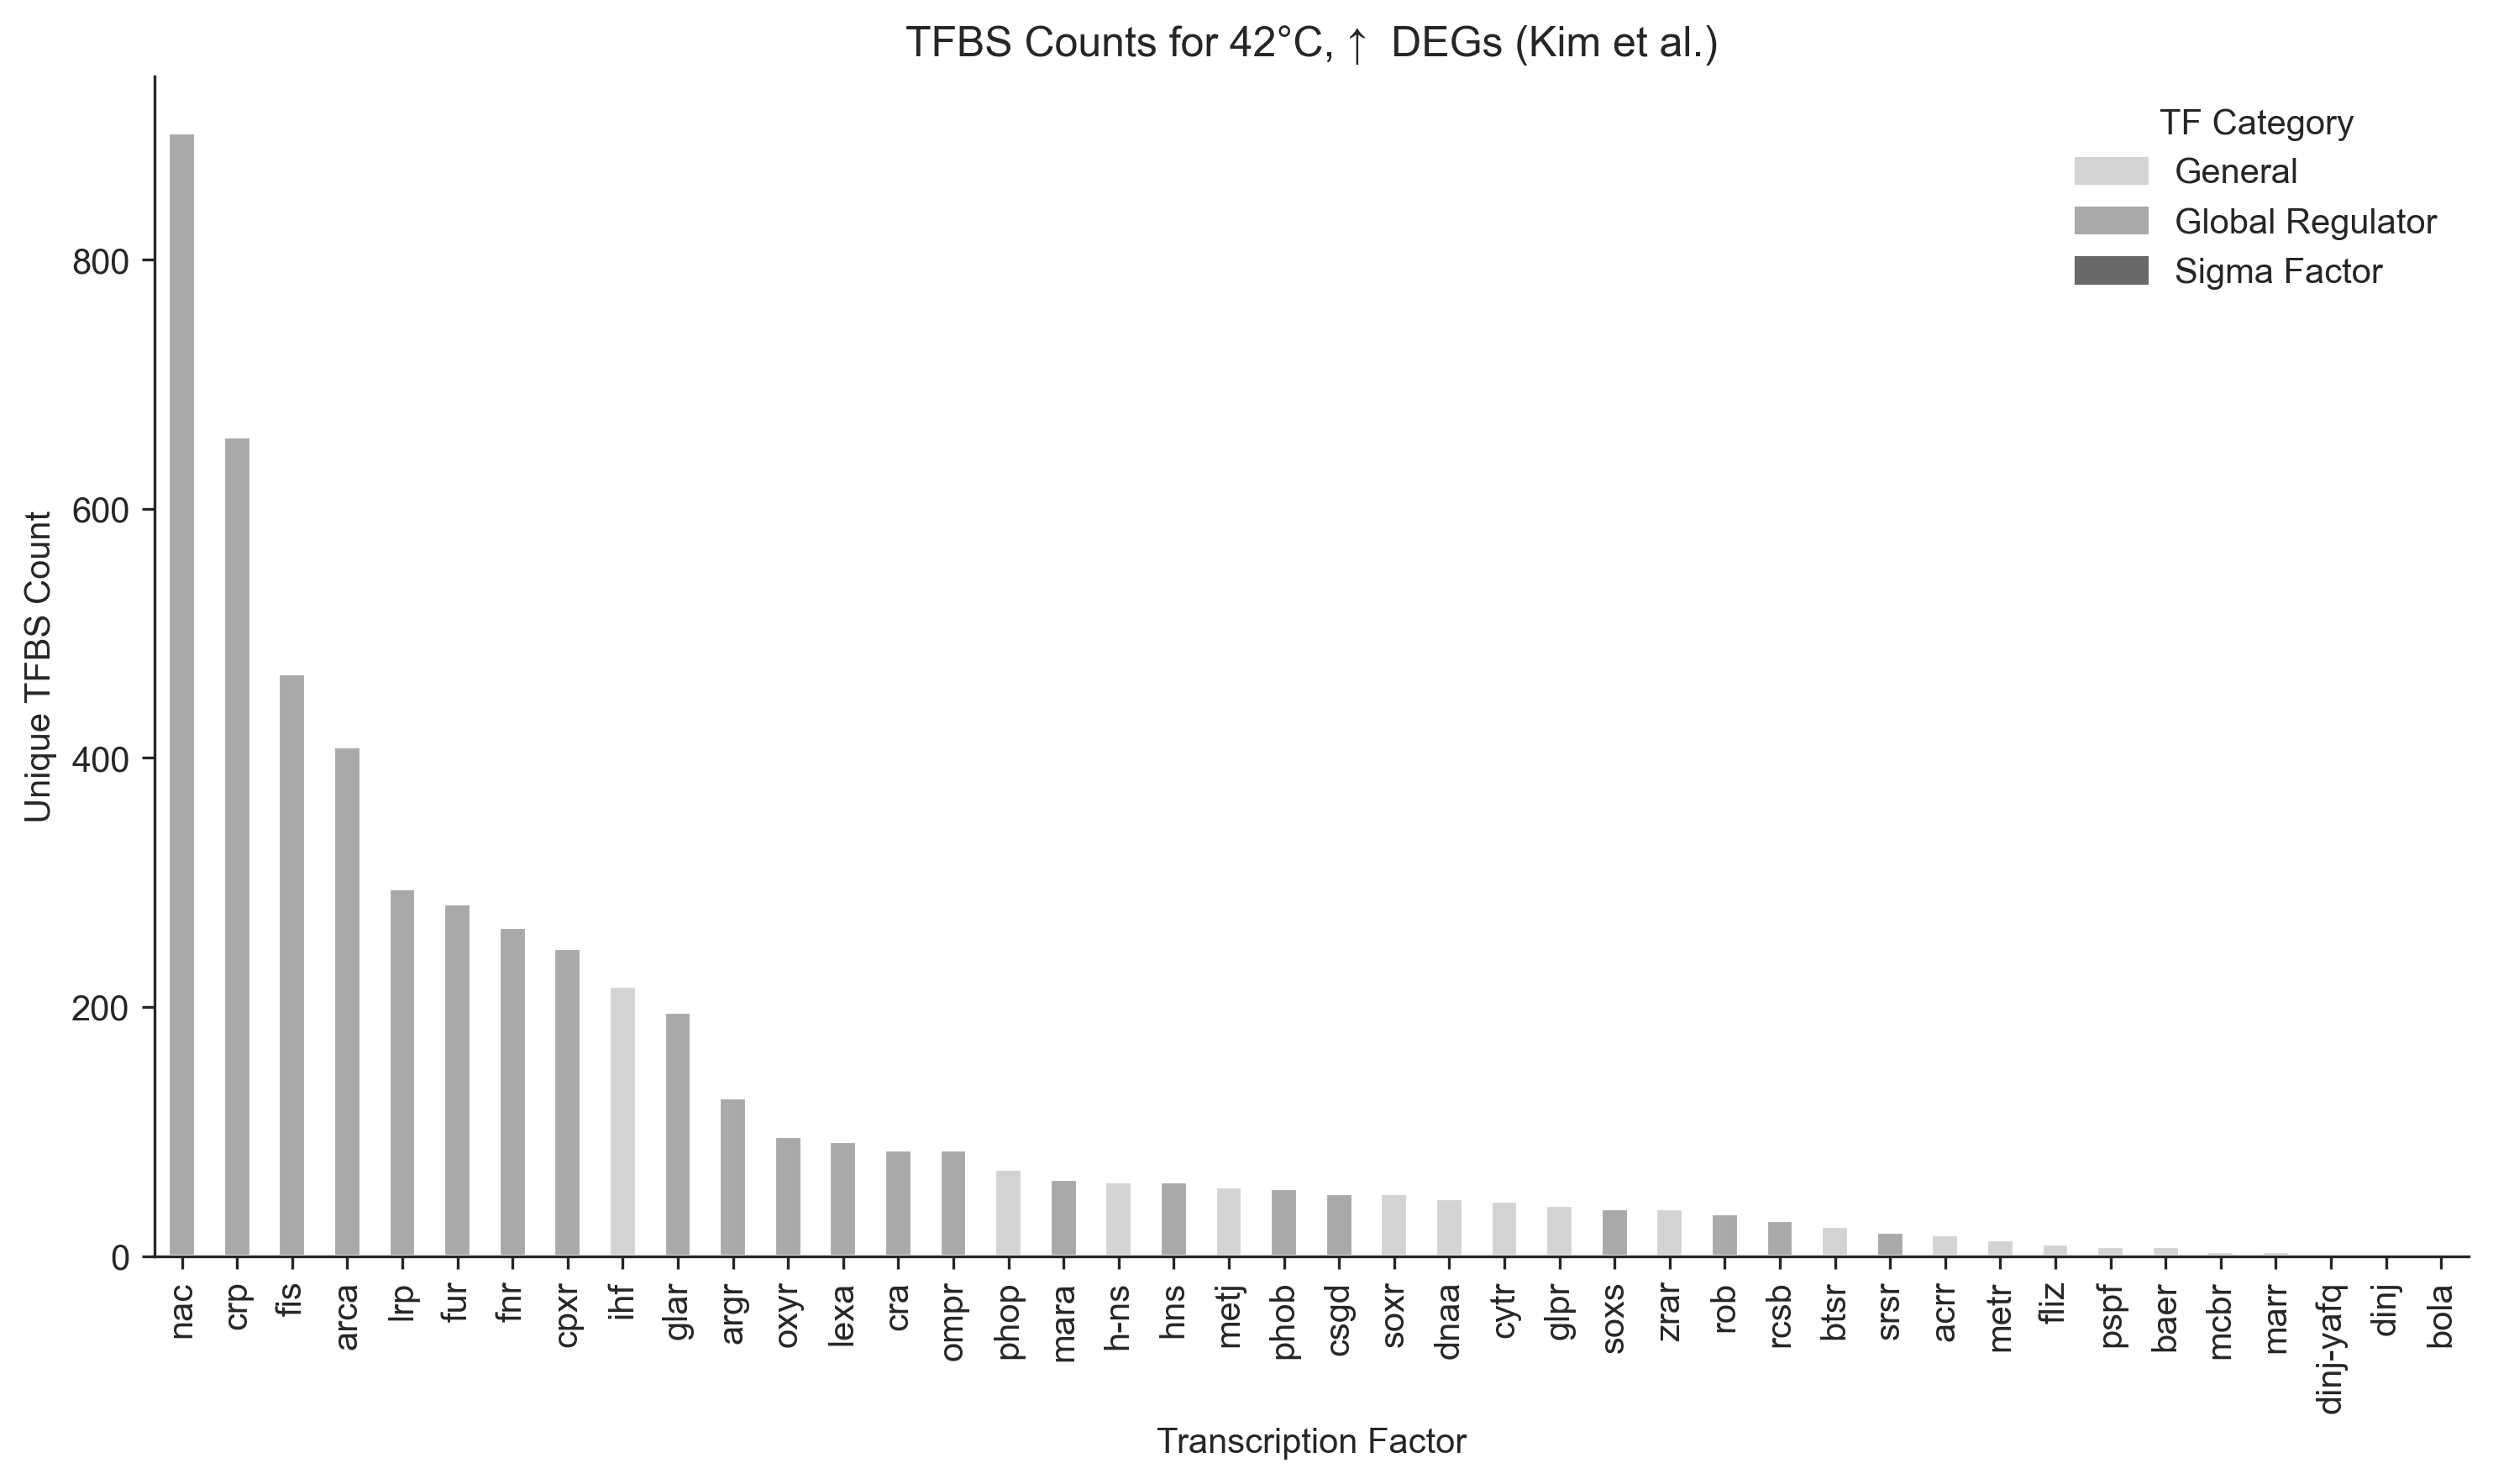 TFBS Counts for 42°C, ↑ DEGs (Kim et al.)
TF Category
General
Global Regulator
Sigma Factor
Unique TFBS Count
800
600
400
200
0
nac
crp
fis
arca
lrp
fur
fnr
cpxr
ihf
glar
argr
oxyr
lexa
cra
ompr
phop
mara
h-ns
hns
metj
phob
csgd
soxr
dnaa
cytr
glpr
soxs
zrar
rob
rcsb
btsr
srsr
acrr
metr
fliz
pspf
baer
mcbr
marr
dinj-yafq
dinj
bola
Transcription Factor